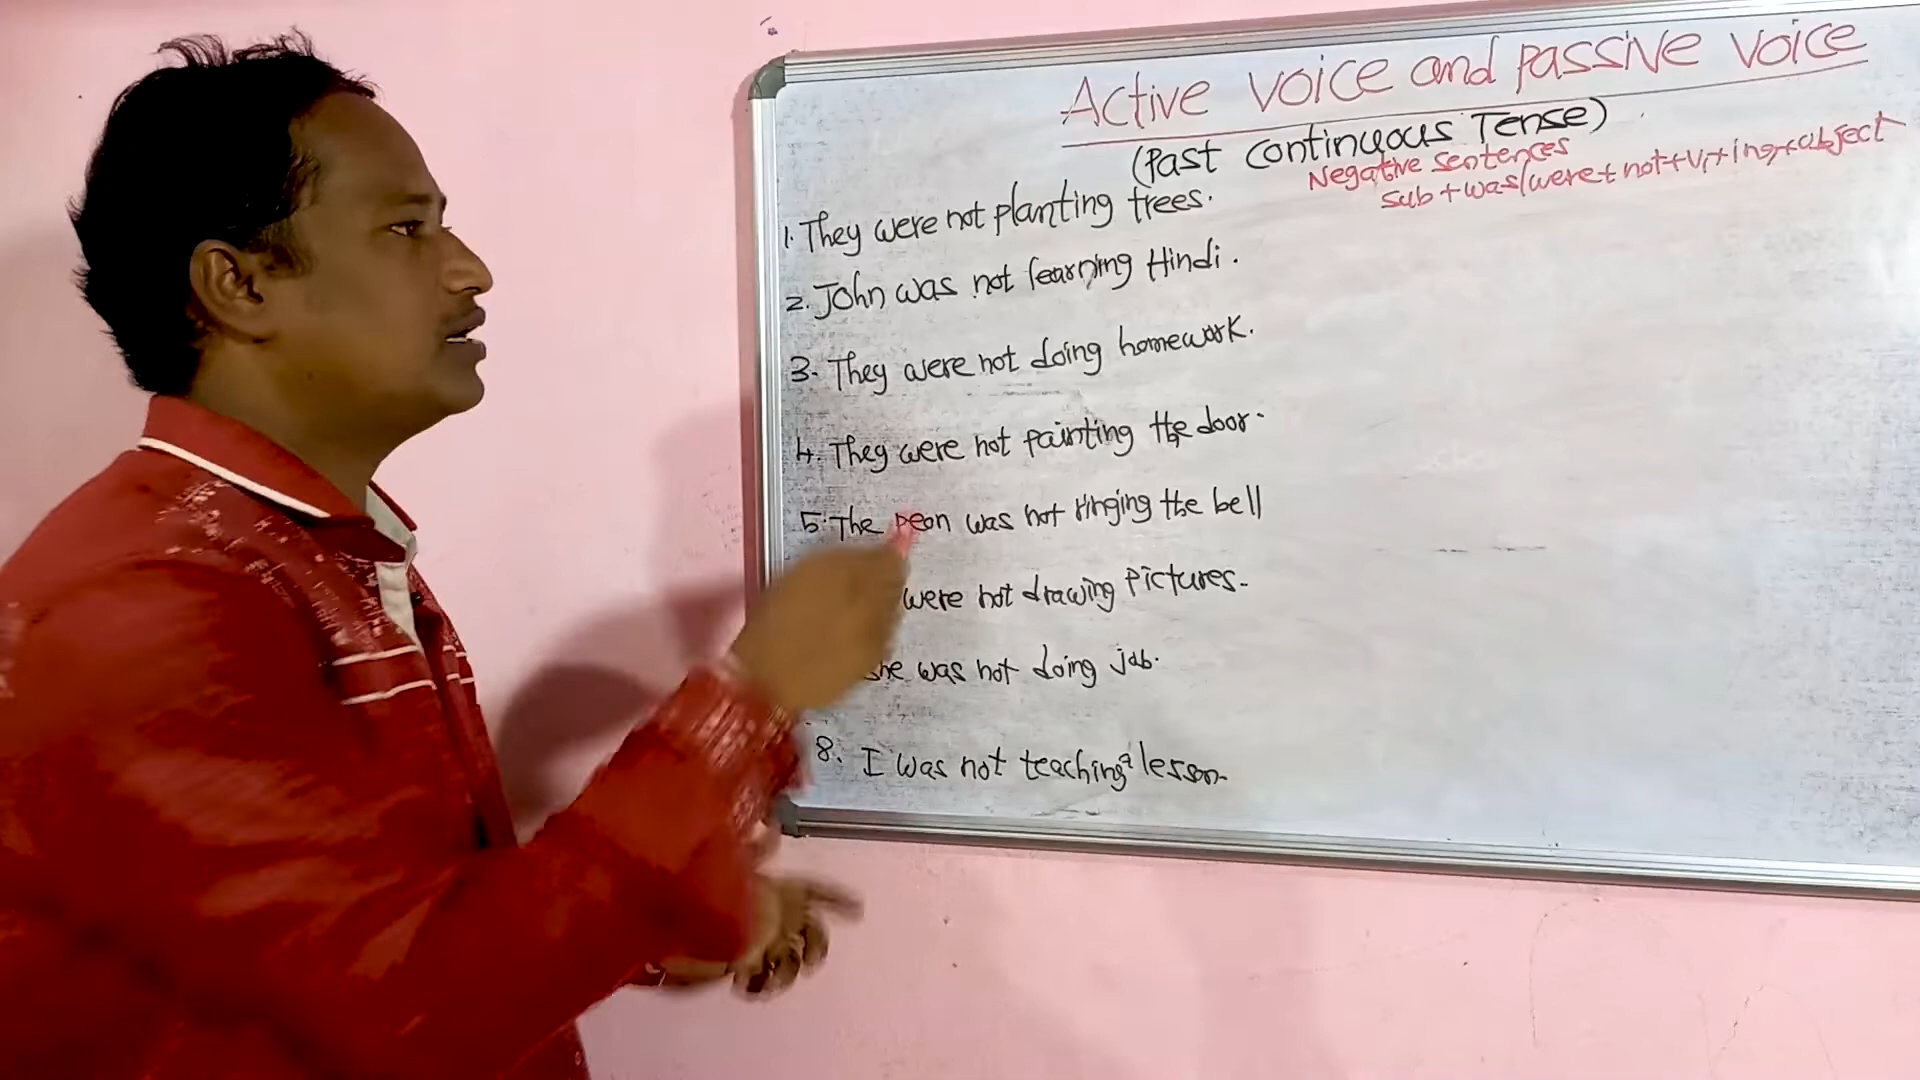 Active voice and passive voice
(Past continuous Tense)
Negative sentences
Sub + was/were + not + V1 + ing + object
1. They were not planting trees.
2. John was not learning Hindi.
3. They were not doing homework.
4. They were not painting the door.
5. The peon was not ringing the bell
were not drawing pictures.
she was not doing job.
8. I was not teaching a lesson.